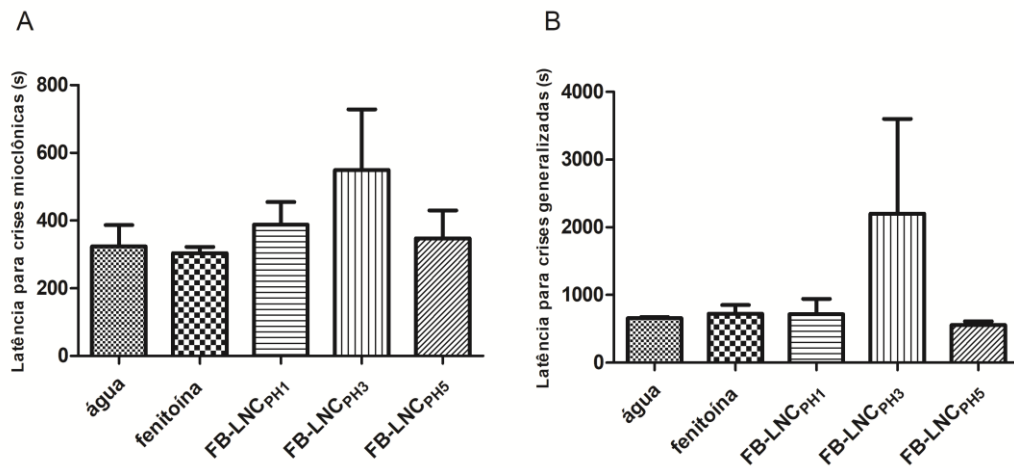 A
Latência para crises mioclônicas (s)
800
600
400
200
0
água
fenitoína
FB-LNCPH1
FB-LNCPH3
FB-LNCPH5
B
Latência para crises generalizadas (s)
4000
3000
2000
1000
0
água
fenitoína
FB-LNCPH1
FB-LNCPH3
FB-LNCPH5